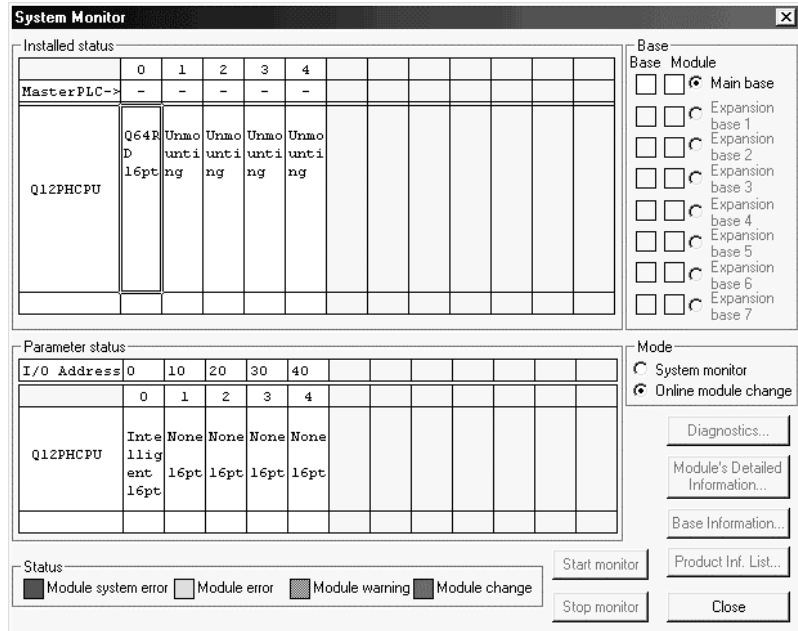 System Monitor
Installed status
0 1 2 3 4
MasterPLC-> - - - - -
Q12PHCPU
Q64R
D
16pt
Unmo
unti
ng
Unmo
unti
ng
Unmo
unti
ng
Unmo
unti
ng
Base
Base Module
Main base
Expansion
base 1
Expansion
base 2
Expansion
base 3
Expansion
base 4
Expansion
base 5
Expansion
base 6
Expansion
base 7
Parameter status
I/O Address 0 10 20 30 40
0 1 2 3 4
Q12PHCPU
Inte
llig
ent
16pt
None
16pt
None
16pt
None
16pt
None
16pt
Mode
System monitor
Online module change
Diagnostics...
Module's Detailed
Information...
Base Information...
Product Inf. List...
Status
Module system error Module error Module warning Module change
Start monitor
Stop monitor
Close